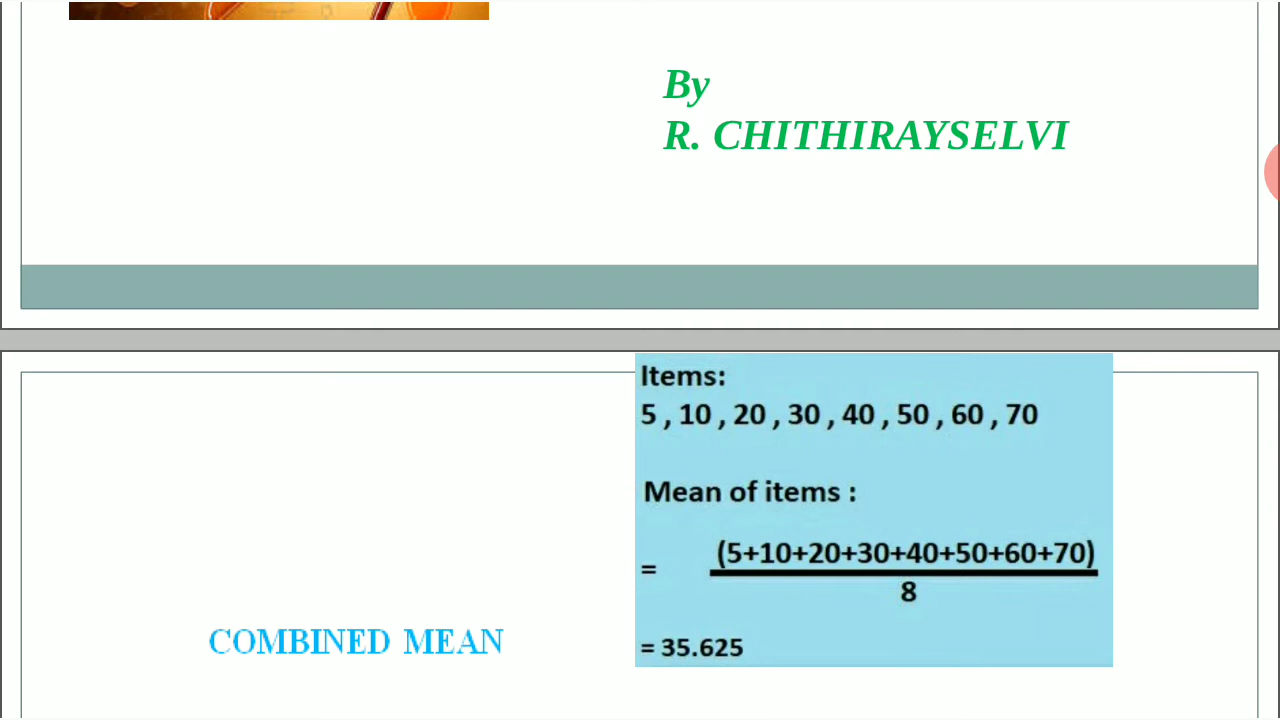 By
R. CHITHIRAYSELVI
Items:
5 , 10 , 20 , 30 , 40 , 50 , 60 , 70
Mean of items :
= (5+10+20+30+40+50+60+70)
8
= 35.625
COMBINED MEAN